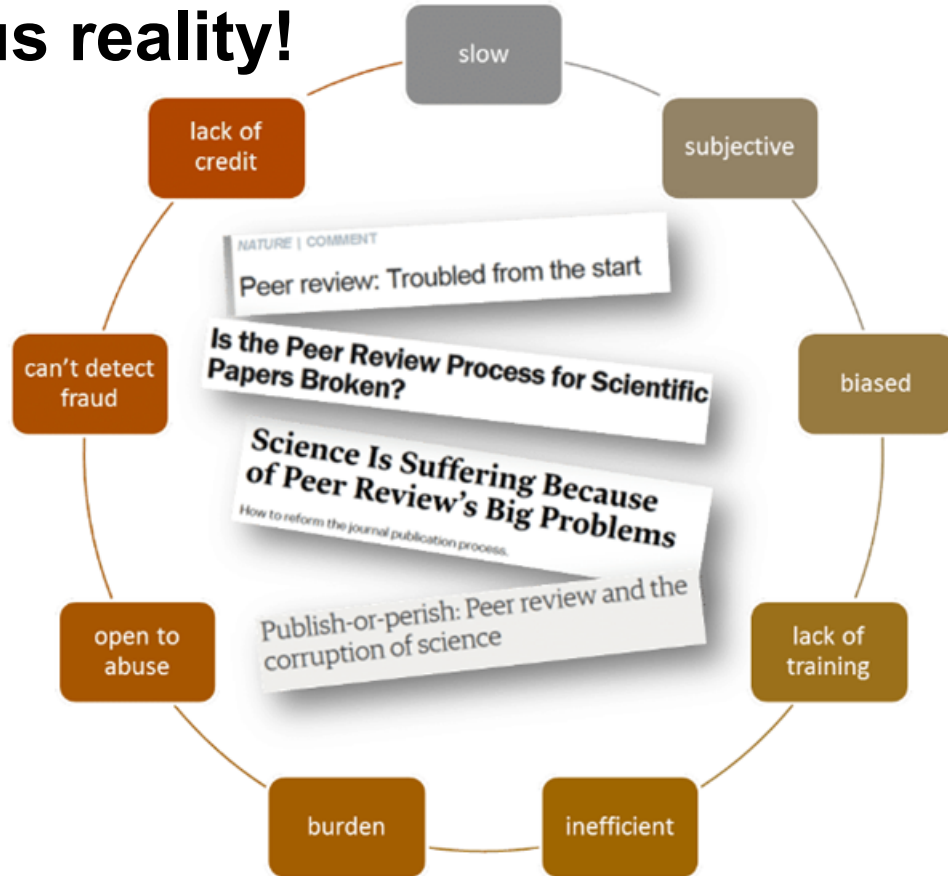 us reality!
slow
subjective
biased
lack of
training
inefficient
burden
open to
abuse
can't detect
fraud
lack of
credit
NATURE | COMMENT
Peer review: Troubled from the start
Is the Peer Review Process for Scientific
Papers Broken?
Science Is Suffering Because
of Peer Review's Big Problems
How to reform the journal publication process.
Publish-or-perish: Peer review and the
corruption of science